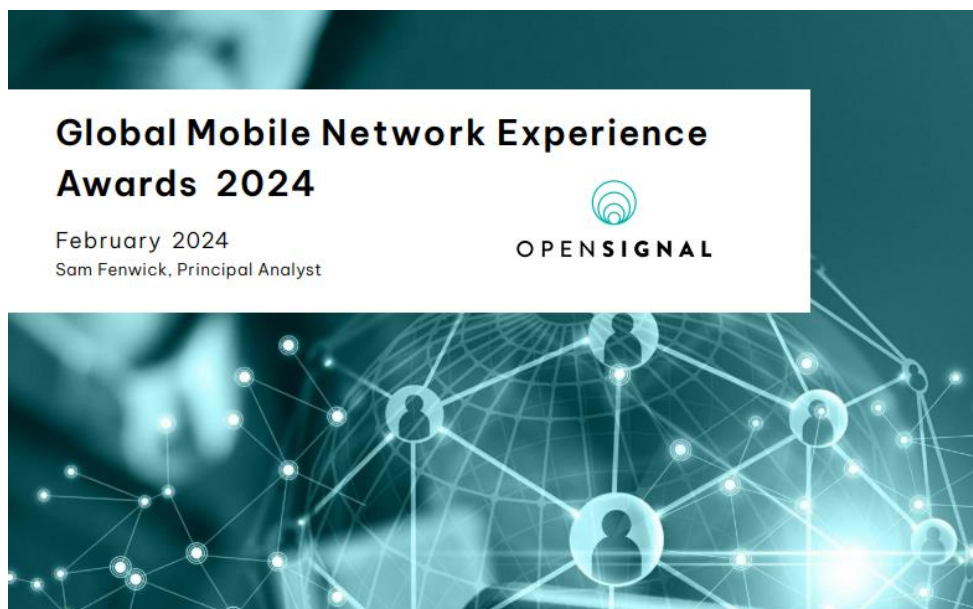 Global Mobile Network Experience
Awards 2024
February 2024
Sam Fenwick, Principal Analyst
OPENSIGNAL